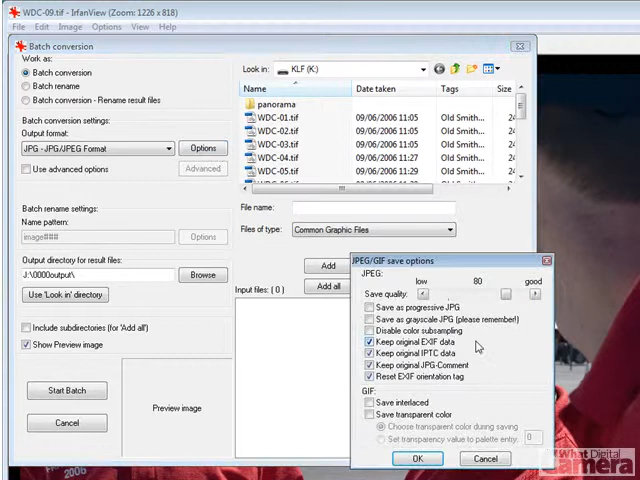 WDC-09.tif - IrfanView (Zoom: 1226 x 818)
File Edit Image Options View Help
Batch conversion
Work as:
Batch conversion
Batch rename
Batch conversion - Rename result files
Batch conversion settings:
Output format:
JPG - JPG/JPEG Format
Options
Use advanced options
Advanced
Batch rename settings:
Name pattern:
image###
Options
Output directory for result files:
J:\0000output\
Browse
Use 'Look in' directory
Include subdirectories (for 'Add all')
Show Preview image
Start Batch
Cancel
Preview image
Look in:
KLF (K:)
Name Date taken Tags Size
panorama
WDC-01.tif 09/06/2006 11:05 Old Smith... 24
WDC-02.tif 09/06/2006 11:05 Old Smith... 24
WDC-03.tif 09/06/2006 11:05 Old Smith... 24
WDC-04.tif 09/06/2006 11:27 Old Smith... 24
WDC-05.tif 09/06/2006 11:29 Old Smith... 24
File name:
Files of type: Common Graphic Files
Add
Add all
Input files: ( 0 )
JPEG/GIF save options
JPEG:
low 80 good
Save quality:
Save as progressive JPG
Save as grayscale JPG (please remember!)
Disable color subsampling
Keep original EXIF data
Keep original IPTC data
Keep original JPG-Comment
Reset EXIF orientation tag
GIF:
Save interlaced
Save transparent color
Choose transparent color during saving
Set transparency value to palette entry: 0
OK
Cancel
What Digital
Camera
2006